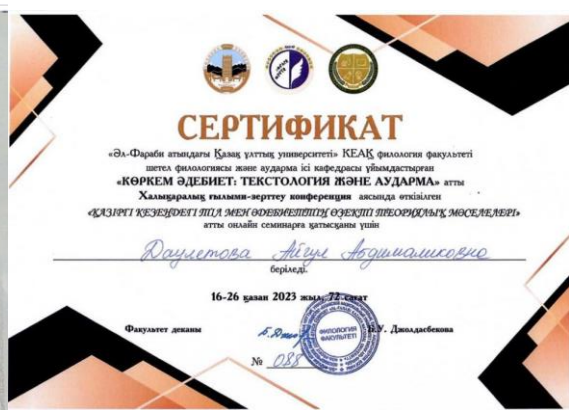 СЕРТИФИКАТ
«Әл-Фараби атындағы Қазақ ұлттық университеті» КЕАҚ филология факультеті
шетел филологиясы және аударма ісі кафедрасы ұйымдастырған
«КӨРКЕМ ӘДЕБИЕТ: ТЕКСТОЛОГИЯ ЖӘНЕ АУДАРМА» атты
Халықаралық ғылыми-зерттеу конференция аясында өткізілген
«ҚАЗІРГІ КЕЗЕҢДЕГІ ТІЛ МЕН ӘДЕБИЕТТІҢ ӨЗЕКТІ ТЕОРИЯЛЫҚ МӘСЕЛЕЛЕРІ»
атты онлайн семинарға қатысқаны үшін
Даулетова Айгул Абдималиковна
беріледі.
16-26 қазан 2023 жыл, 72 сағат
Факультет деканы Б.У. Джолдасбекова
ФИЛОЛОГИЯ
ФАКУЛЬТЕТІ
№ 088